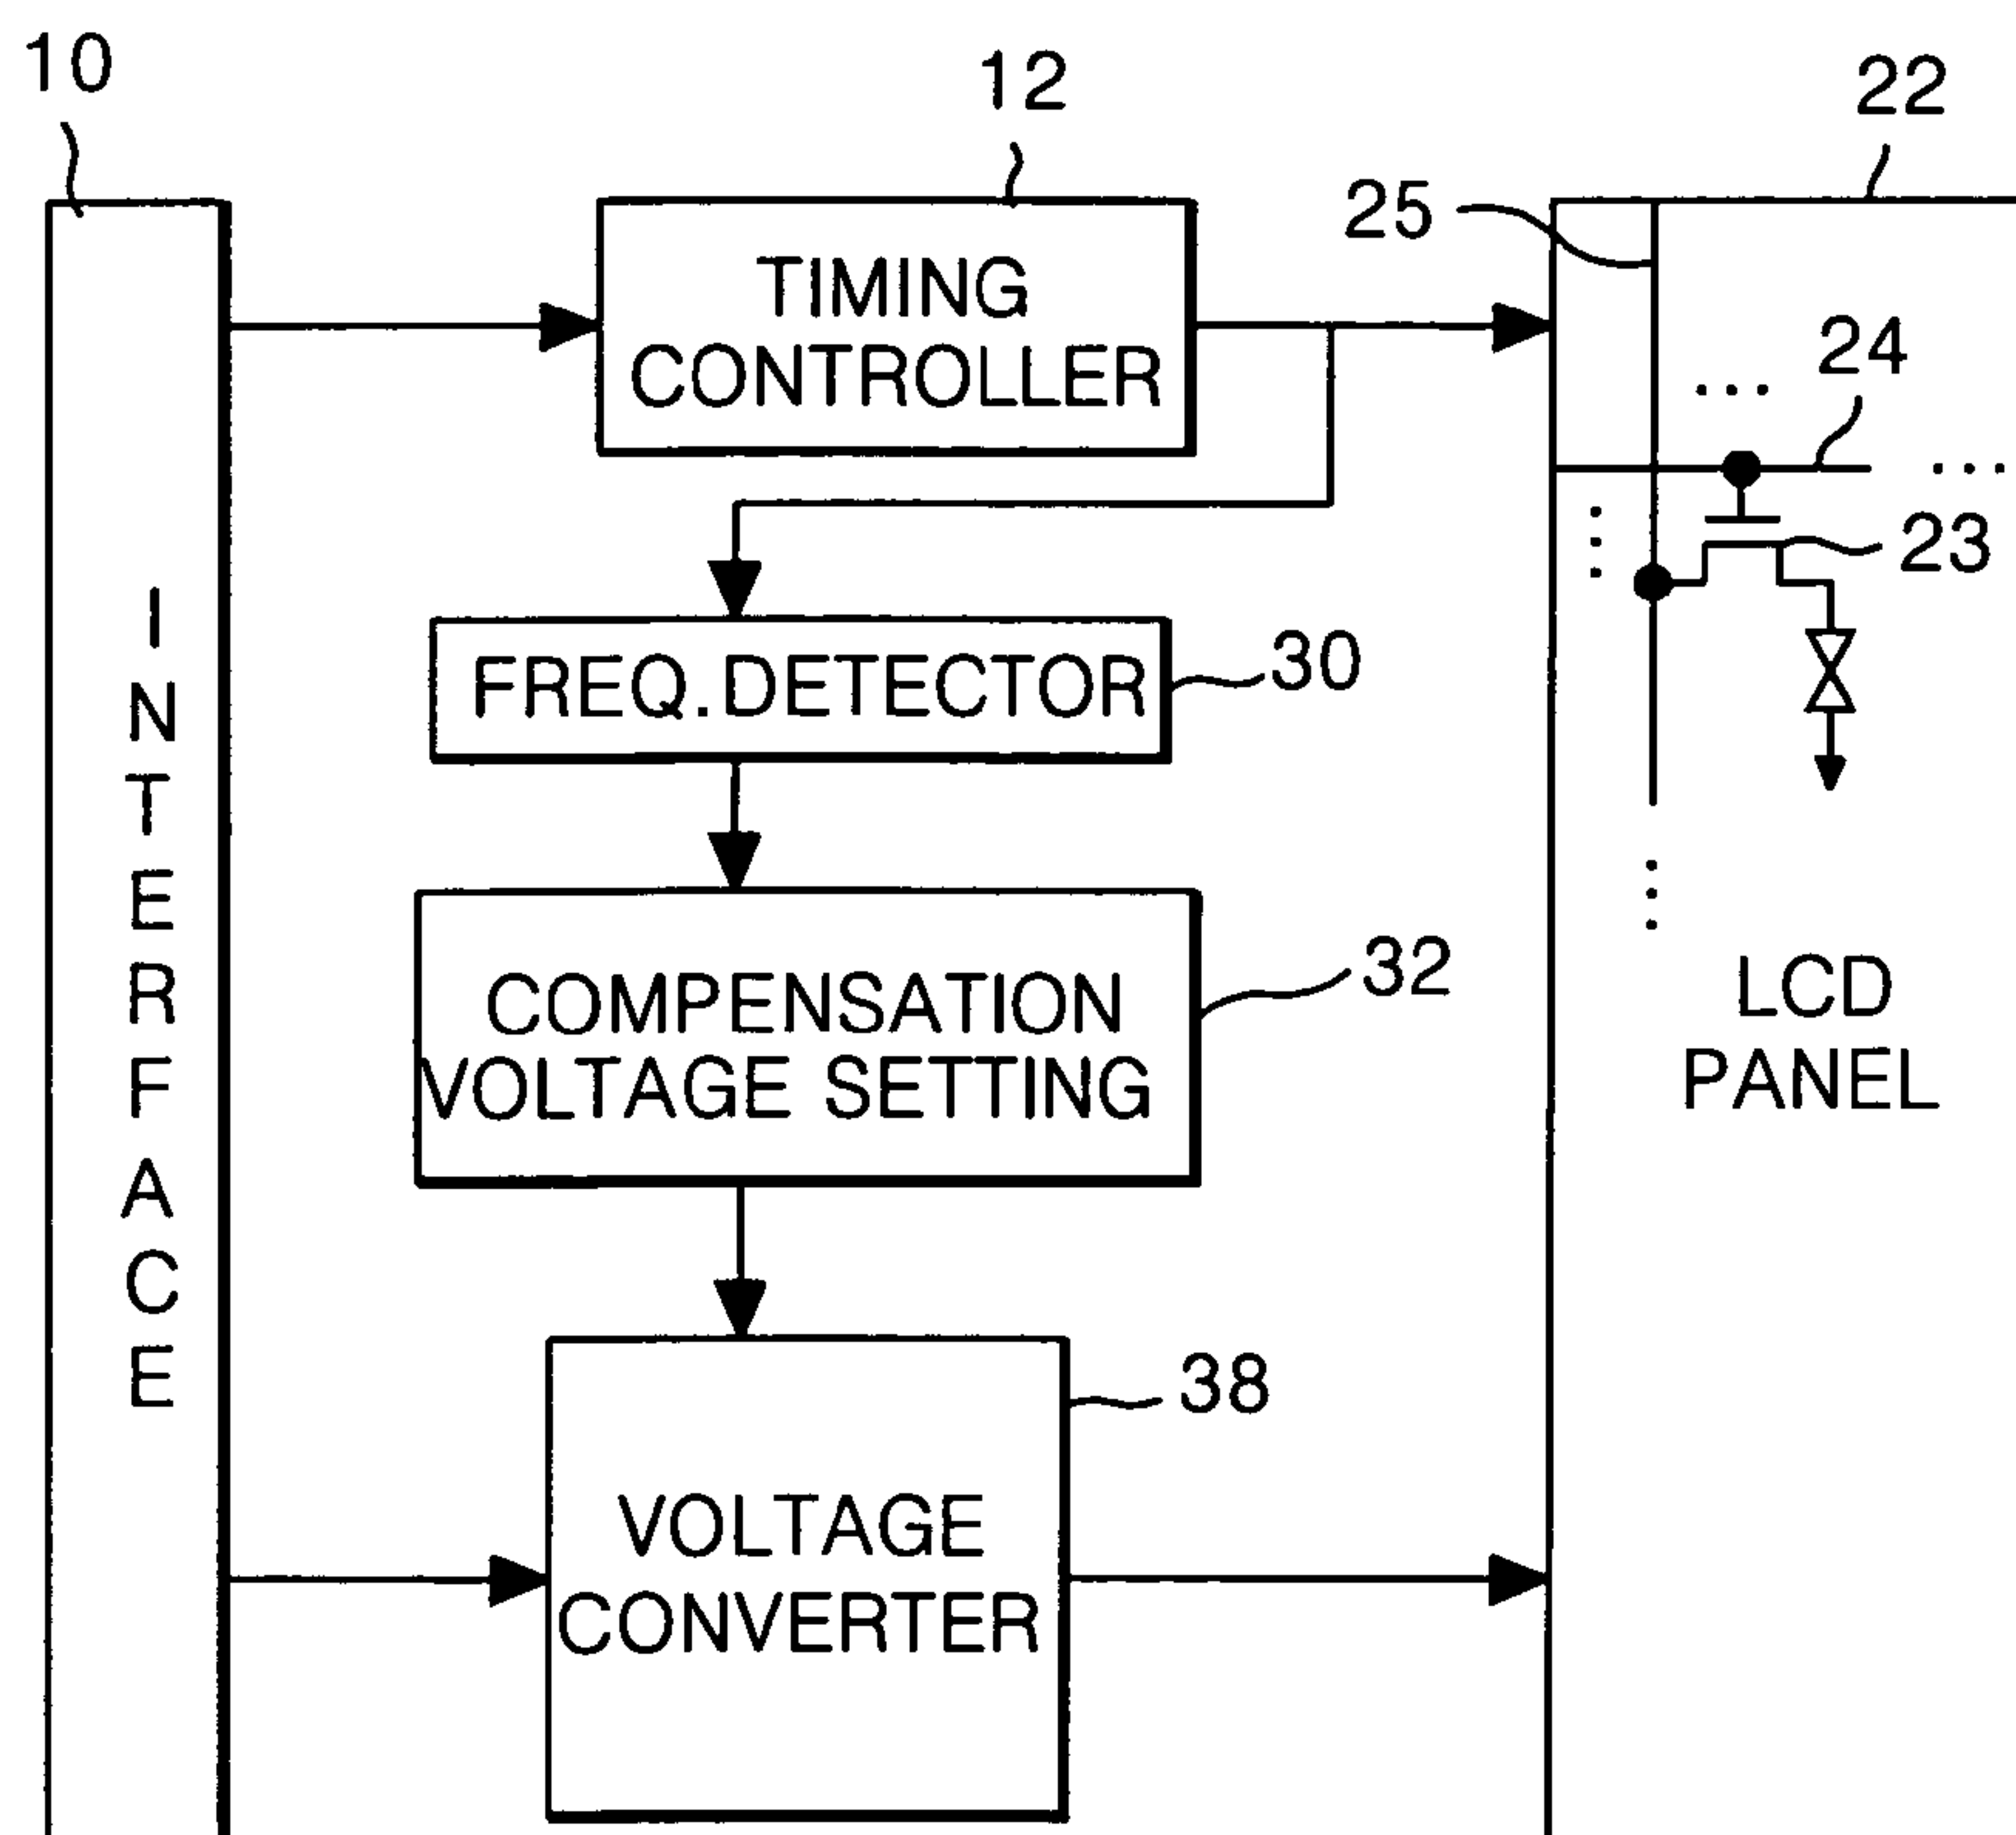 10
12
22
25
TIMING
CONTROLLER
24
23
INTERFACE
FREQ.DETECTOR
30
COMPENSATION
VOLTAGE SETTING
32
LCD
PANEL
38
VOLTAGE
CONVERTER